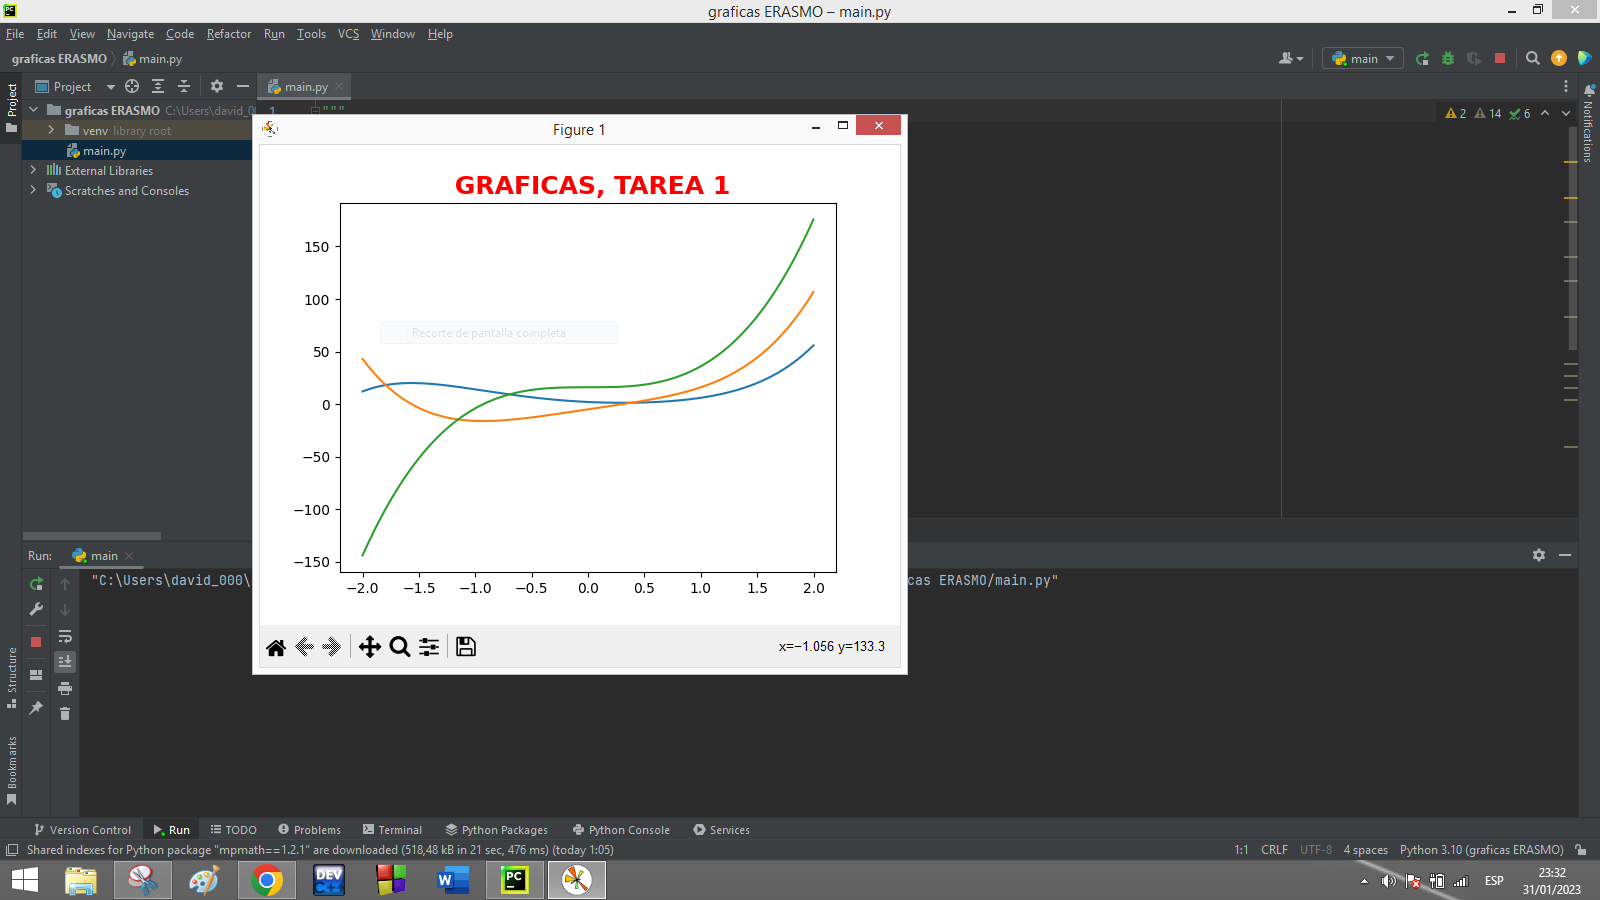 graficas ERASMO – main.py
File Edit View Navigate Code Refactor Run Tools VCS Window Help
graficas ERASMO main.py
main
Project
main.py
2 14 6
graficas ERASMO C:\Users\david_0
1 """
venv library root
main.py
External Libraries
Scratches and Consoles
Project
Notifications
Figure 1
GRAFICAS, TAREA 1
150
100
50
0
−50
−100
−150
−2.0 −1.5 −1.0 −0.5 0.0 0.5 1.0 1.5 2.0
Recorte de pantalla completa
x=−1.056 y=133.3
Run: main
"C:\Users\david_000\
cas ERASMO/main.py"
Structure
Bookmarks
Version Control Run TODO Problems Terminal Python Packages Python Console Services
Shared indexes for Python package "mpmath==1.2.1" are downloaded (518,48 kB in 21 sec, 476 ms) (today 1:05)
1:1 CRLF UTF-8 4 spaces Python 3.10 (graficas ERASMO)
DEV C++
PC
ESP
23:32
31/01/2023